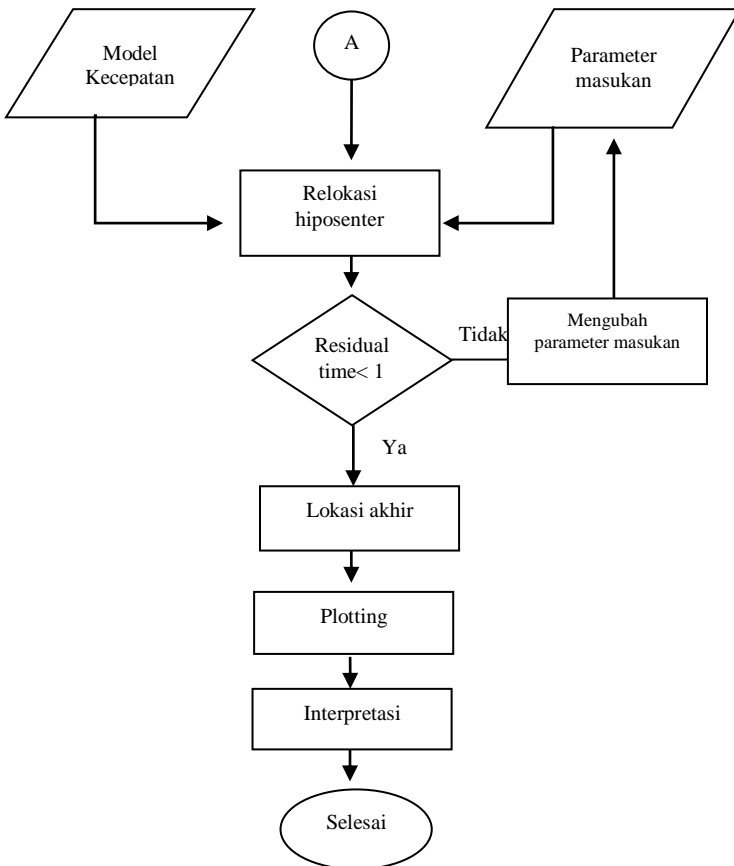 Model
Kecepatan
A
Parameter
masukan
Relokasi
hiposenter
Residual
time< 1
Tidak
Mengubah
parameter masukan
Ya
Lokasi akhir
Plotting
Interpretasi
Selesai